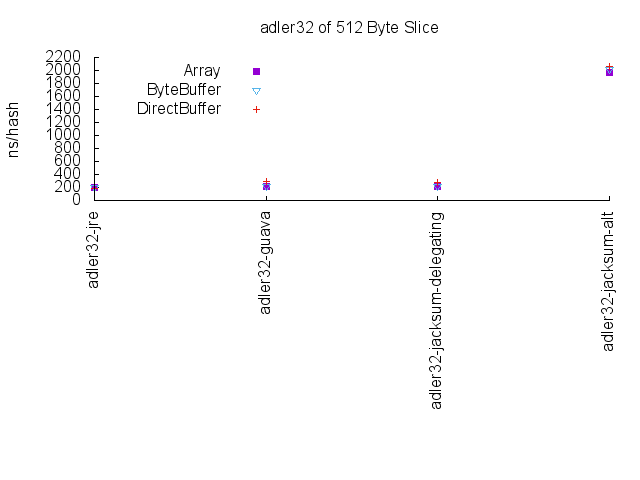 adler32 of 512 Byte Slice
ns/hash
2200
2000
1800
1600
1400
1200
1000
800
600
400
200
0
Array
ByteBuffer
DirectBuffer
adler32-jre
adler32-guava
adler32-jacksum-delegating
adler32-jacksum-alt